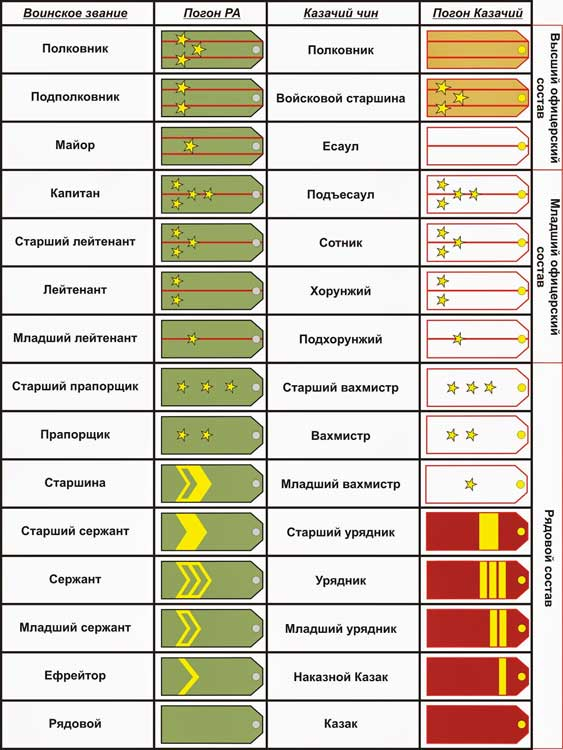 Воинское звание Погон РА Казачий чин Погон Казачий
Полковник Полковник
Подполковник Войсковой старшина
Майор Есаул
Высший офицерский
состав
Капитан Подъесаул
Старший лейтенант Сотник
Лейтенант Хорунжий
Младший лейтенант Подхорунжий
Младший офицерский
состав
Старший прапорщик Старший вахмистр
Прапорщик Вахмистр
Старшина Младший вахмистр
Старший сержант Старший урядник
Сержант Урядник
Младший сержант Младший урядник
Ефрейтор Наказной Казак
Рядовой Казак
Рядовой состав